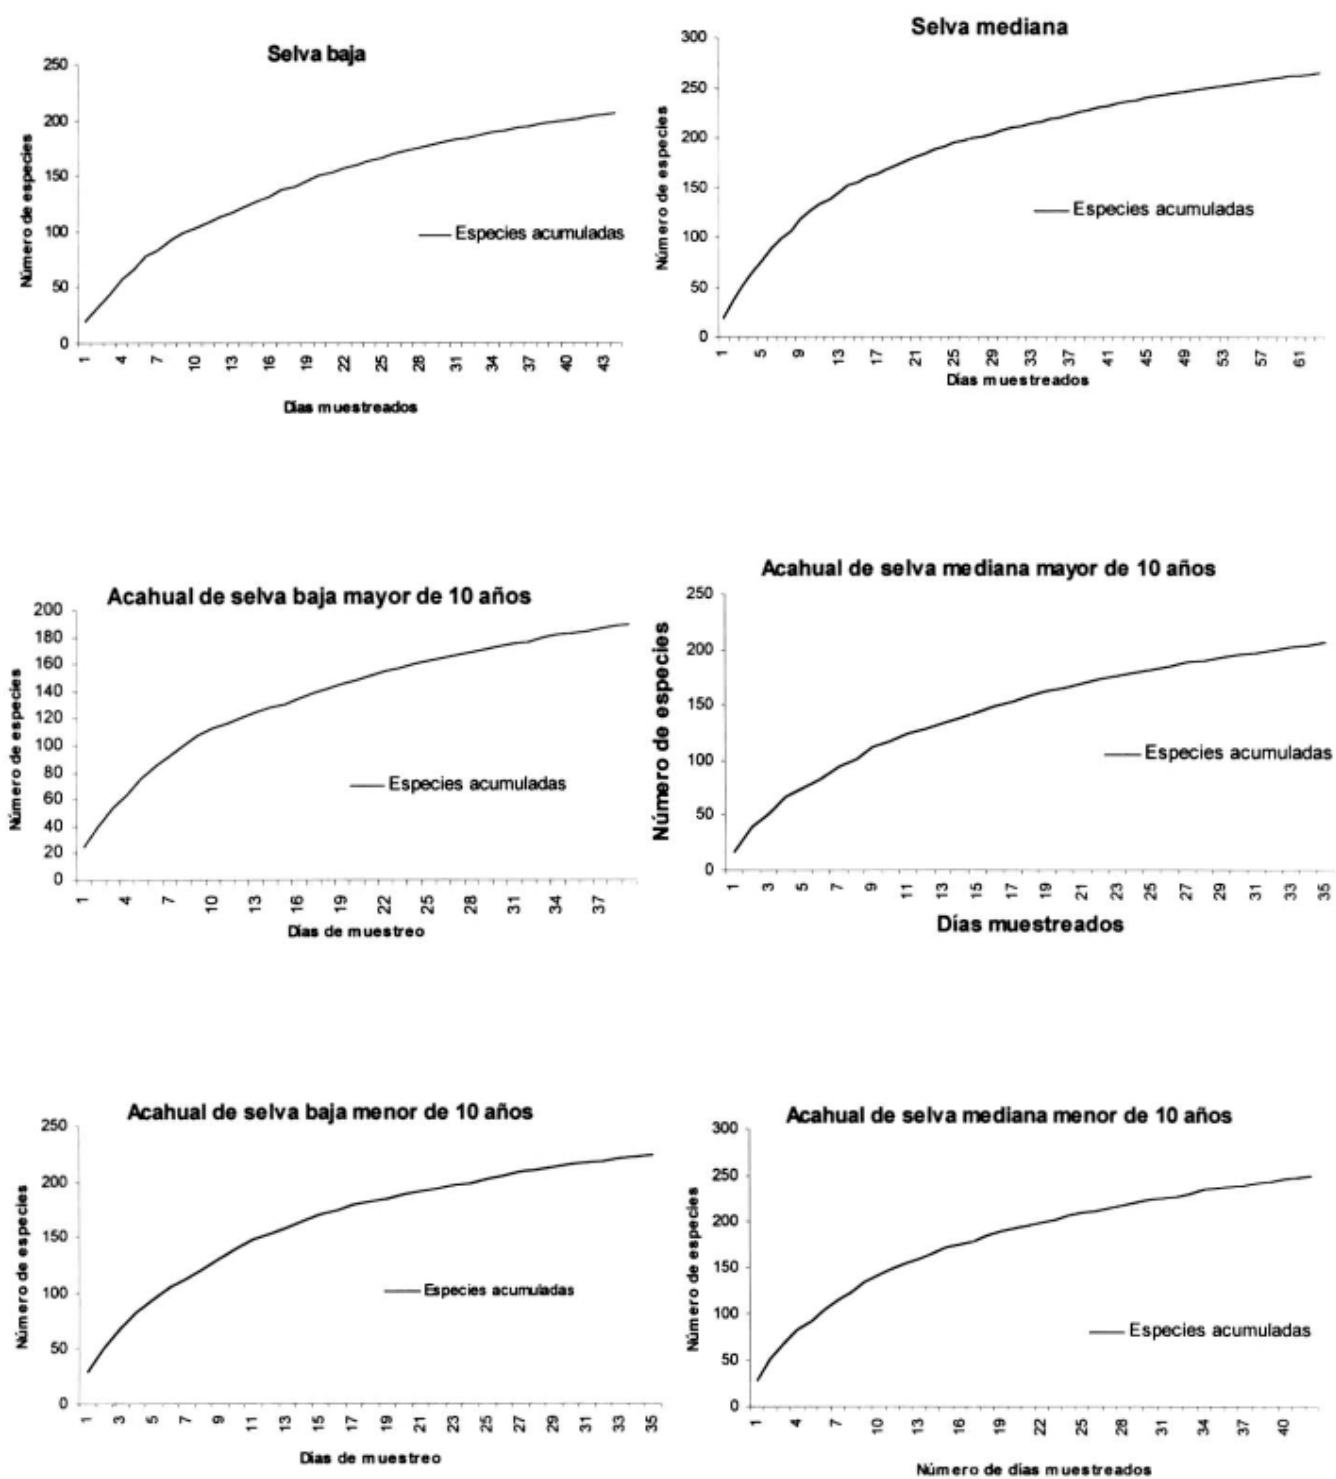 Selva baja
250
200
150
100
50
0
Número de especies
Especies acumuladas
1 4 7 10 13 16 19 22 25 28 31 34 37 40 43
Días muestreados
Selva mediana
300
250
200
150
100
50
0
Número de especies
Especies acumuladas
1 5 9 13 17 21 25 29 33 37 41 45 49 53 57 61
Días muestreados
Acahual de selva baja mayor de 10 años
200
180
160
140
120
100
80
60
40
20
0
Número de especies
Especies acumuladas
1 4 7 10 13 16 19 22 25 28 31 34 37
Días de muestreo
Acahual de selva mediana mayor de 10 años
250
200
150
100
50
0
Número de especies
Especies acumuladas
1 3 5 7 9 11 13 15 17 19 21 23 25 27 29 31 33 35
Días muestreados
Acahual de selva baja menor de 10 años
250
200
150
100
50
0
Número de especies
Especies acumuladas
1 3 5 7 9 11 13 15 17 19 21 23 25 27 29 31 33 35
Días de muestreo
Acahual de selva mediana menor de 10 años
300
250
200
150
100
50
0
Número de especies
Especies acumuladas
1 4 7 10 13 16 19 22 25 28 31 34 37 40
Número de días muestreados